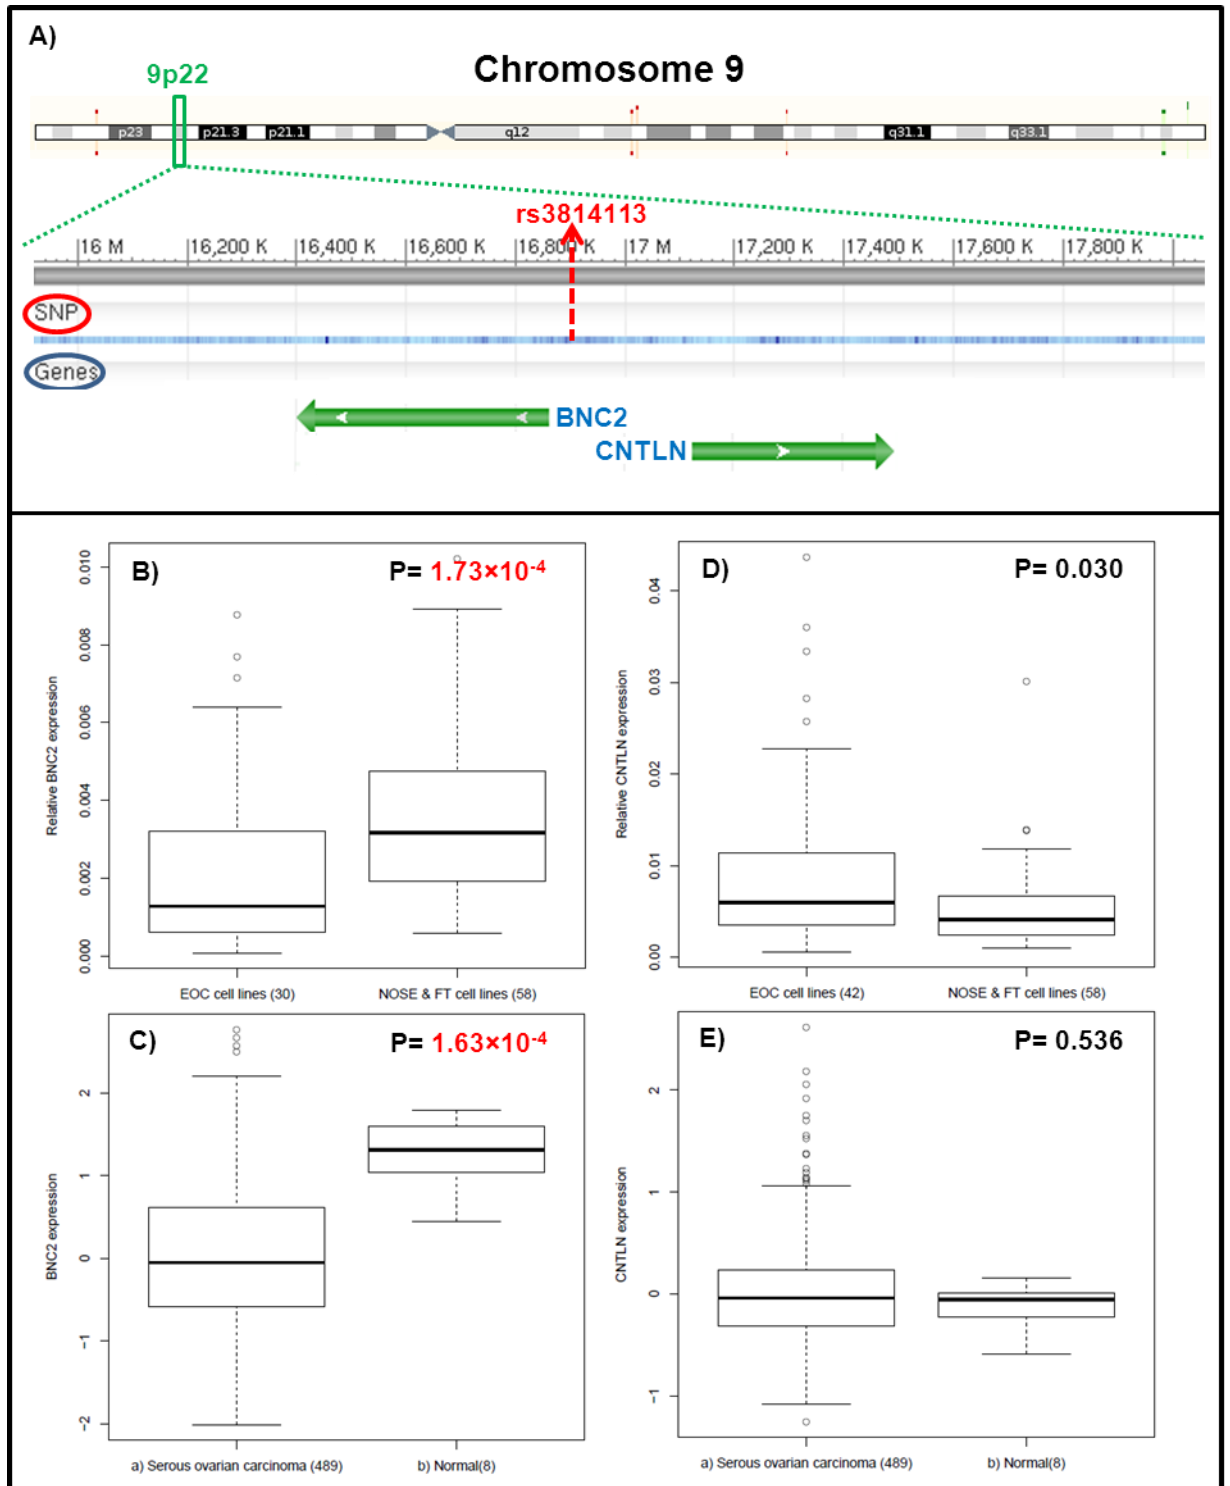 A)
Chromosome 9
9p22
p23
p21.3
p21.1
q12
q31.1
q33.1
rs3814113
16 M
16,200 K
16,400 K
16,600 K
16,800 K
17 M
17,200 K
17,400 K
17,600 K
17,800 K
SNP
Genes
BNC2
CNTLN
B)
P= 1.73×10-4
Relative BNC2 expression
0.010
0.008
0.006
0.004
0.002
0.000
EOC cell lines (30)
NOSE & FT cell lines (58)
D)
P= 0.030
Relative CNTLN expression
0.04
0.03
0.02
0.01
0.00
EOC cell lines (42)
NOSE & FT cell lines (58)
C)
P= 1.63×10-4
BNC2 expression
2
1
0
−1
−2
a) Serous ovarian carcinoma (489)
b) Normal(8)
E)
P= 0.536
CNTLN expression
2
1
0
−1
a) Serous ovarian carcinoma (489)
b) Normal(8)